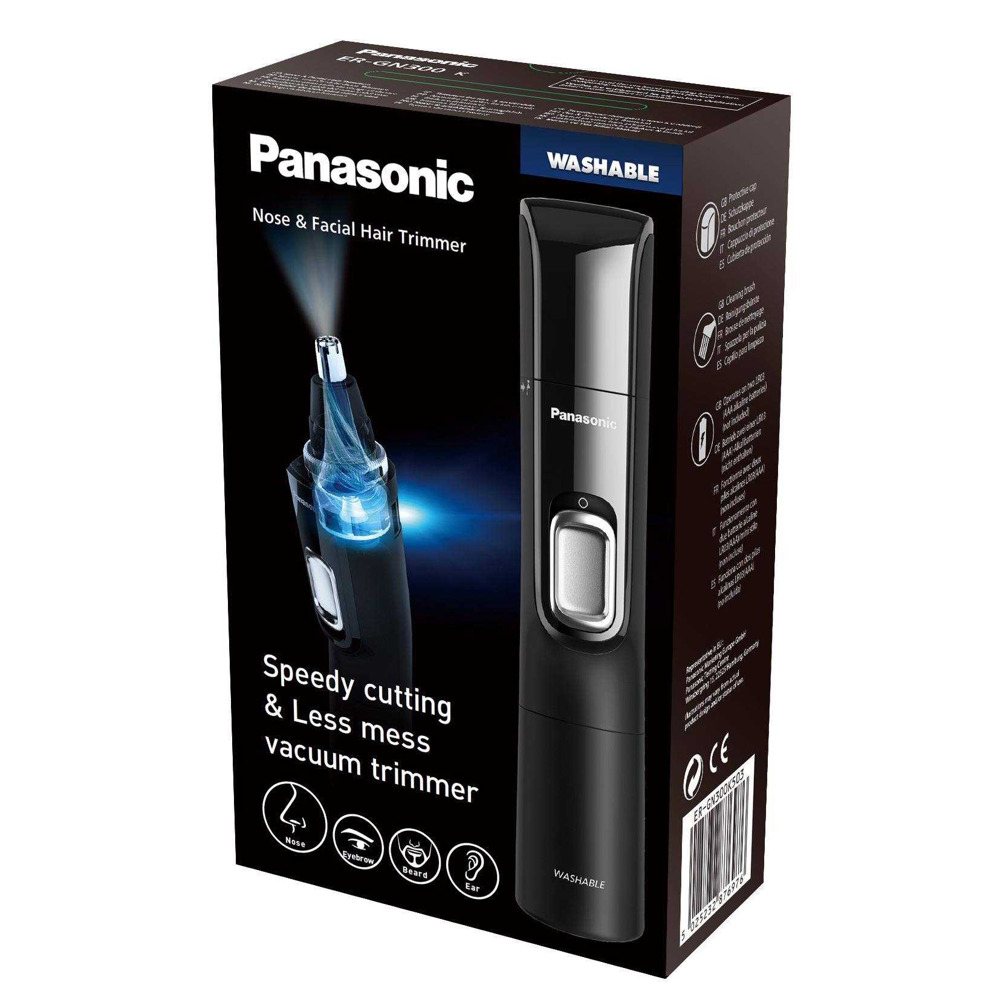 Panasonic
ER-GN300 K
Panasonic
WASHABLE
Nose & Facial Hair Trimmer
Panasonic
Panasonic
Speedy cutting
& Less mess
vacuum trimmer
Nose
Eyebrow
Beard
Ear
WASHABLE
GB Protective cap
DE Schutzkappe
FR Bouchon protecteur
IT Cappuccio di protezione
ES Cubierta de protección
GB Cleaning brush
DE Reinigungsbürste
FR Brosse de nettoyage
IT Spazzola per la pulizia
ES Cepillo para limpieza
GB Operates on two LR03
(AAA alkaline batteries)
(not included)
DE Betrieb zwei einer LR03
(AAA)-Alkalibatterien
(nicht enthalten)
FR Fonctionne avec deux
piles alcalines LR03(AAA)
(non incluses)
IT Funzionamento con
due batterie alcaline
LR03(AAA)/mini stilo
(non incluse)
ES Funciona con dos pilas
alcalinas LR03(AAA)
(no incluida)
Representative in EU :
Panasonic Marketing Europe GmbH
Panasonic Testing Centre
Winsbergring 15, 22525 Hamburg, Germany
Illustrations may vary from actual
product design and/or status of use.
CE
ER-GN300K503
5 025232 876976